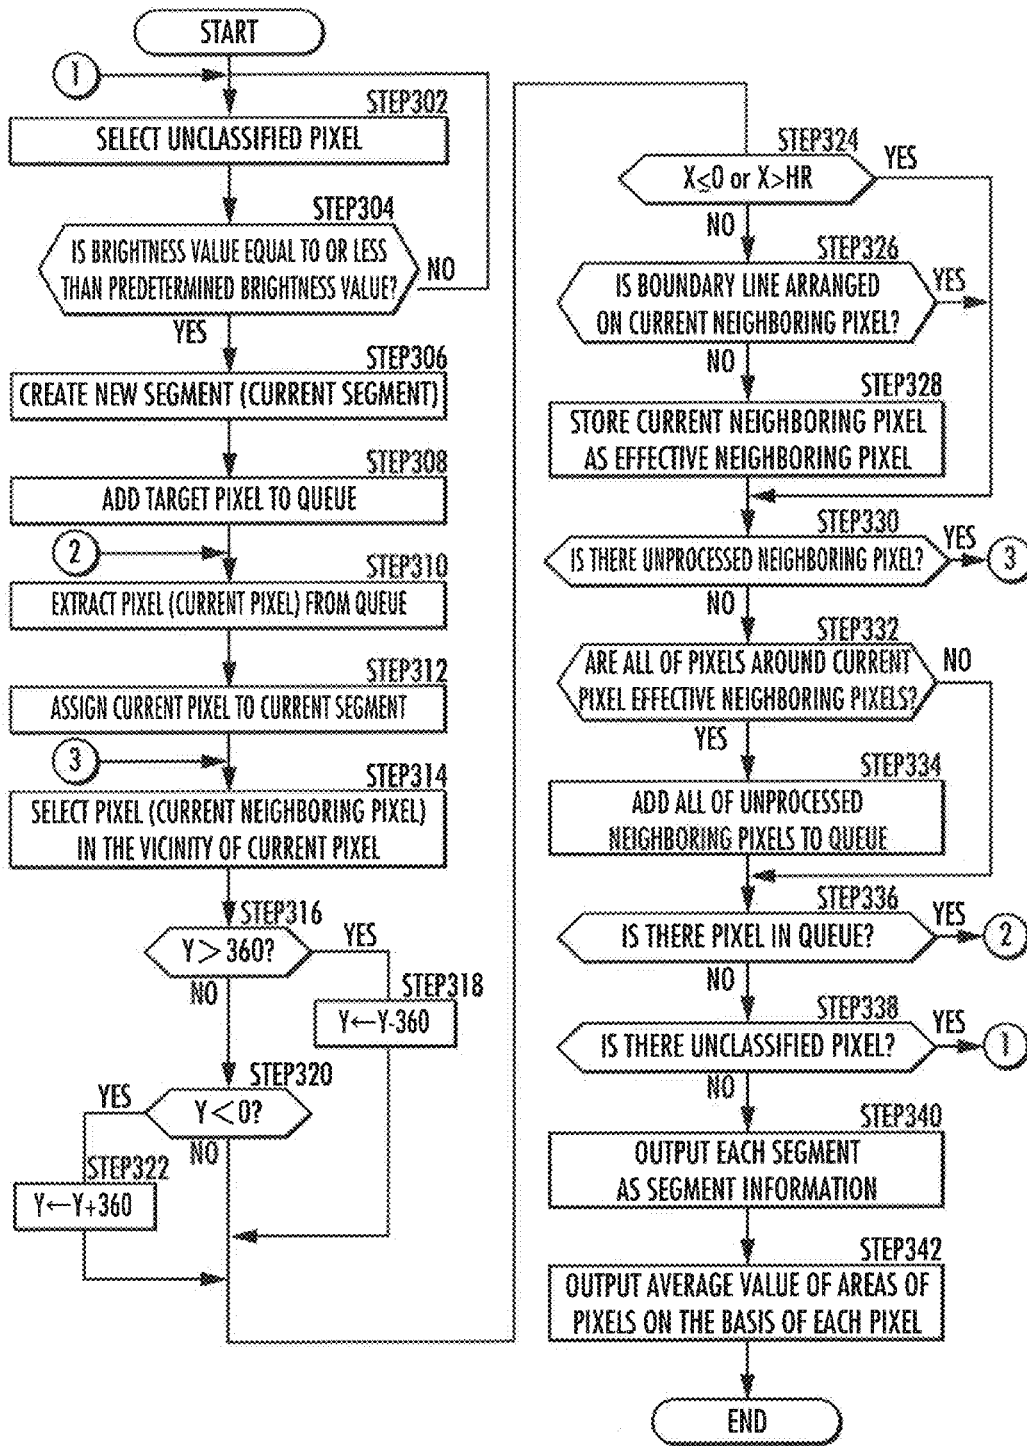 START
1
STEP302
SELECT UNCLASSIFIED PIXEL
STEP304
IS BRIGHTNESS VALUE EQUAL TO OR LESS
THAN PREDETERMINED BRIGHTNESS VALUE?
NO
YES
STEP306
CREATE NEW SEGMENT (CURRENT SEGMENT)
STEP308
ADD TARGET PIXEL TO QUEUE
2
STEP310
EXTRACT PIXEL (CURRENT PIXEL) FROM QUEUE
STEP312
ASSIGN CURRENT PIXEL TO CURRENT SEGMENT
3
STEP314
SELECT PIXEL (CURRENT NEIGHBORING PIXEL)
IN THE VICINITY OF CURRENT PIXEL
STEP316
Y>360?
YES
NO
STEP318
Y←Y-360
STEP320
YES
Y<0?
NO
STEP322
Y←Y+360
STEP324
X≦0 or X>HR
YES
NO
STEP326
IS BOUNDARY LINE ARRANGED
ON CURRENT NEIGHBORING PIXEL?
YES
NO
STEP328
STORE CURRENT NEIGHBORING PIXEL
AS EFFECTIVE NEIGHBORING PIXEL
STEP330
IS THERE UNPROCESSED NEIGHBORING PIXEL?
YES
3
NO
STEP332
ARE ALL OF PIXELS AROUND CURRENT
PIXEL EFFECTIVE NEIGHBORING PIXELS?
NO
YES
STEP334
ADD ALL OF UNPROCESSED
NEIGHBORING PIXELS TO QUEUE
STEP336
IS THERE PIXEL IN QUEUE?
YES
2
NO
STEP338
IS THERE UNCLASSIFIED PIXEL?
YES
1
NO
STEP340
OUTPUT EACH SEGMENT
AS SEGMENT INFORMATION
STEP342
OUTPUT AVERAGE VALUE OF AREAS OF
PIXELS ON THE BASIS OF EACH PIXEL
END